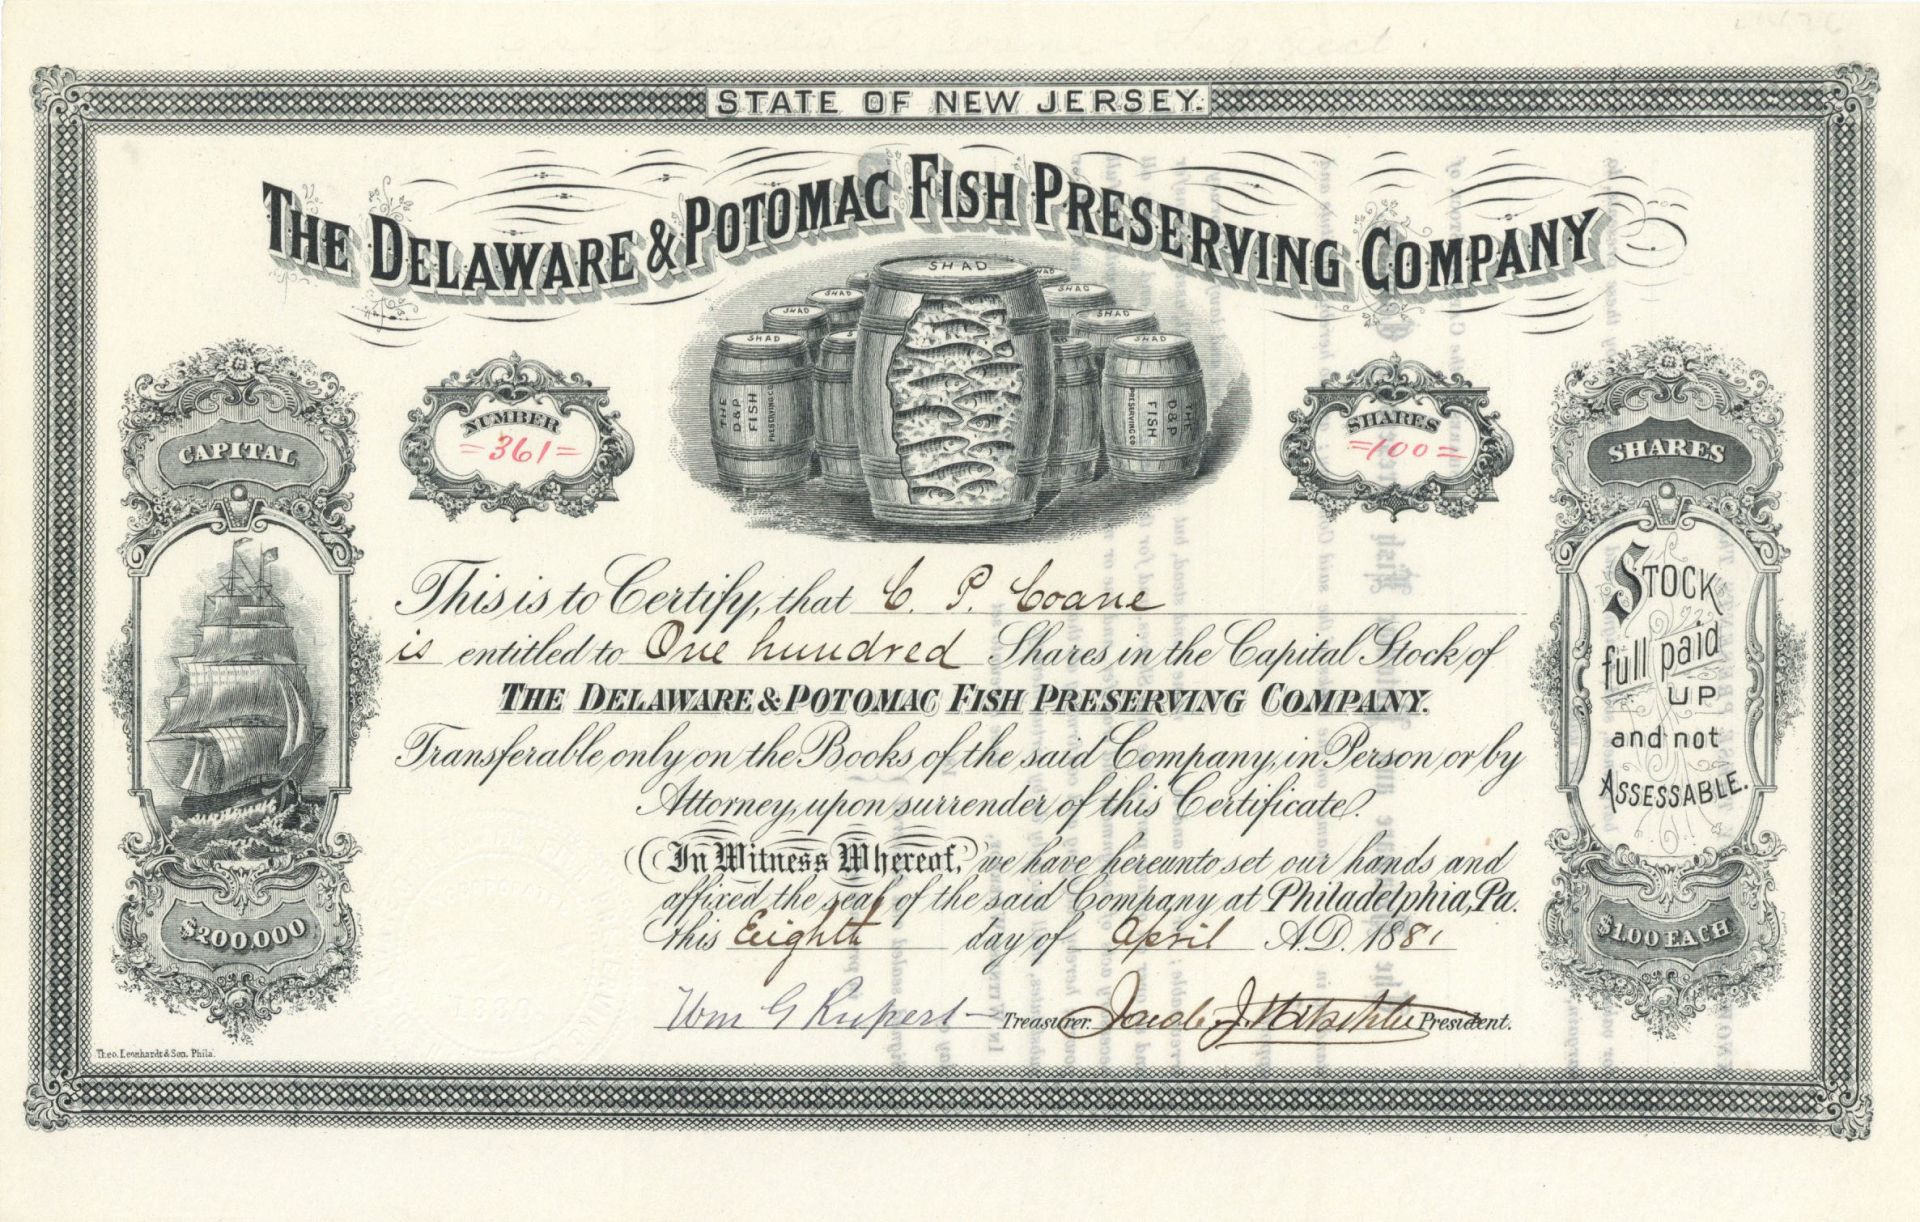 STATE OF NEW JERSEY.
THE DELAWARE & POTOMAC FISH PRESERVING COMPANY
SHAD
SHAD
SHAD
SHAD
SHAD
SHAD
SHAD
SHAD
THE D&P FISH PRESERVING CO
THE D&P FISH PRESERVING CO
CAPITAL
NUMBER
=361=
SHARES
=100=
SHARES
This is to Certify, that C. P. Coane
is entitled to One hundred Shares in the Capital Stock of
THE DELAWARE & POTOMAC FISH PRESERVING COMPANY.
Transferable only on the Books of the said Company, in Person or by
Attorney, upon surrender of this Certificate.
In Witness Whereof, we have hereunto set our hands and
affixed the seal of the said Company at Philadelphia, Pa.
this Eighth day of April A.D. 1881
Wm G Rupert Treasurer. Jacob J. President.
STOCK
full paid
UP
and not
ASSESSABLE.
$200,000
$1.00 EACH
1880
Theo. Leonhardt & Son. Phila.